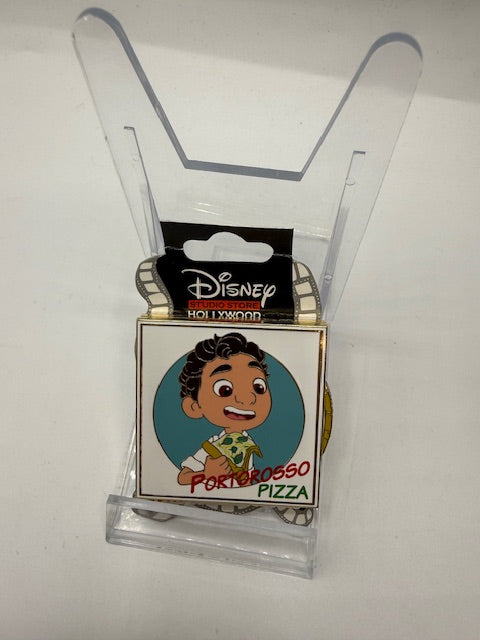 Disney
STUDIO STORE
HOLLYWOOD
PORTOROSSO
PIZZA